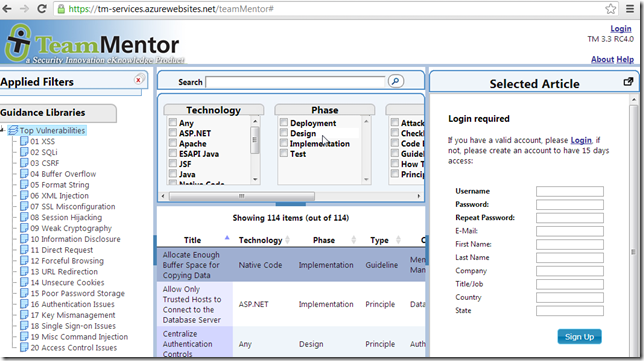 https://tm-services.azurewebsites.net/teamMentor#
Login
TM 3.3 RC4.0
TeamMentor
a Security Innovation eKnowledge Product
About Help
Applied Filters
Guidance Libraries
Top Vulnerabilities
01 XSS
02 SQLi
03 CSRF
04 Buffer Overflow
05 Format String
06 XML Injection
07 SSL Misconfiguration
08 Session Hijacking
09 Weak Cryptography
10 Information Disclosure
11 Direct Request
12 Forceful Browsing
13 URL Redirection
14 Unsecure Cookies
15 Poor Password Storage
16 Authentication Issues
17 Key Mismanagement
18 Single Sign-on Issues
19 Misc Command Injection
20 Access Control Issues
Search
Technology
Any
ASP.NET
Apache
ESAPI Java
JSF
Java
Native Code
Phase
Deployment
Design
Implementation
Test
Attack
Checkl
Code
Guidel
How T
Princip
Showing 114 items (out of 114)
Title Technology Phase Type C
Allocate Enough
Buffer Space for
Copying Data
Native Code Implementation Guideline
Mem
Man
Allow Only
Trusted Hosts to
Connect to the
Database Server
ASP.NET Implementation Principle Data
Centralize
Authentication
Controls
Any Design Principle Auth
Selected Article
Login required
If you have a valid account, please Login, if
not, please create an account to have 15 days
access:
Username
Password:
Repeat Password:
E-Mail:
First Name:
Last Name
Company
Title/Job
Country
State
Sign Up